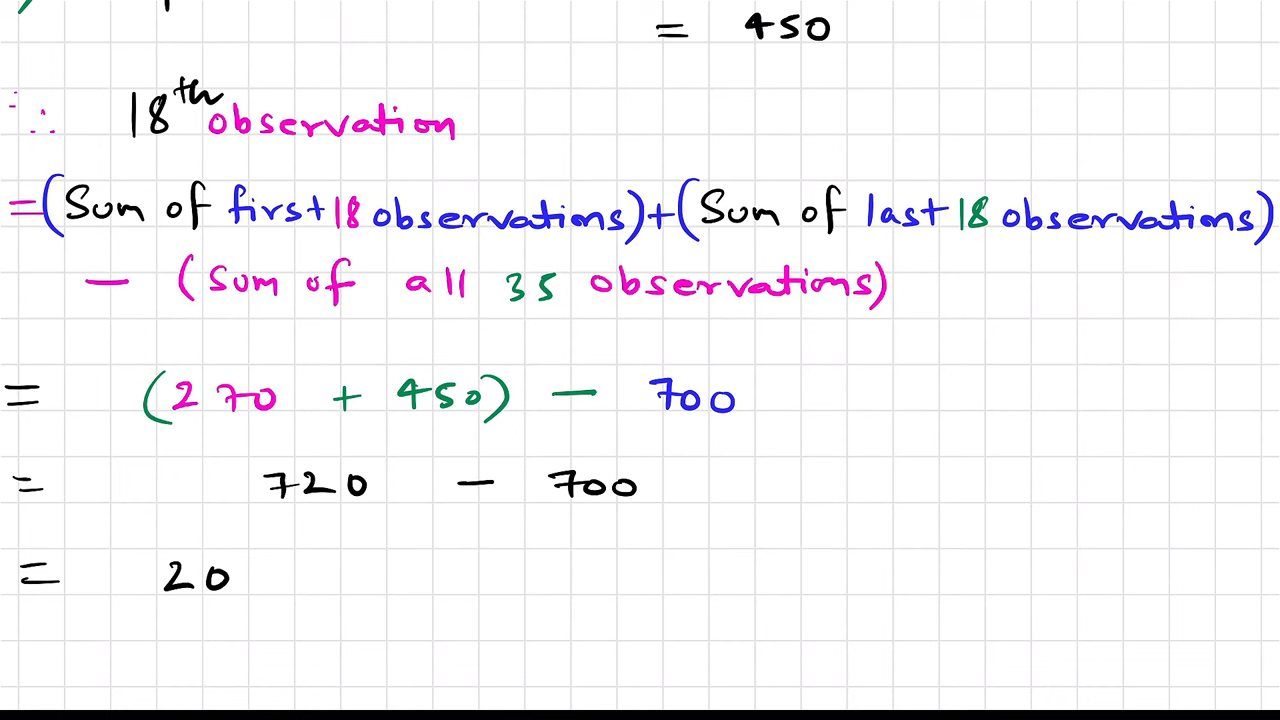 = 450
∴ 18th observation
= (Sum of first 18 observations) + (Sum of last 18 observations)
- (Sum of all 35 observations)
= (270 + 450) - 700
= 720 - 700
= 20